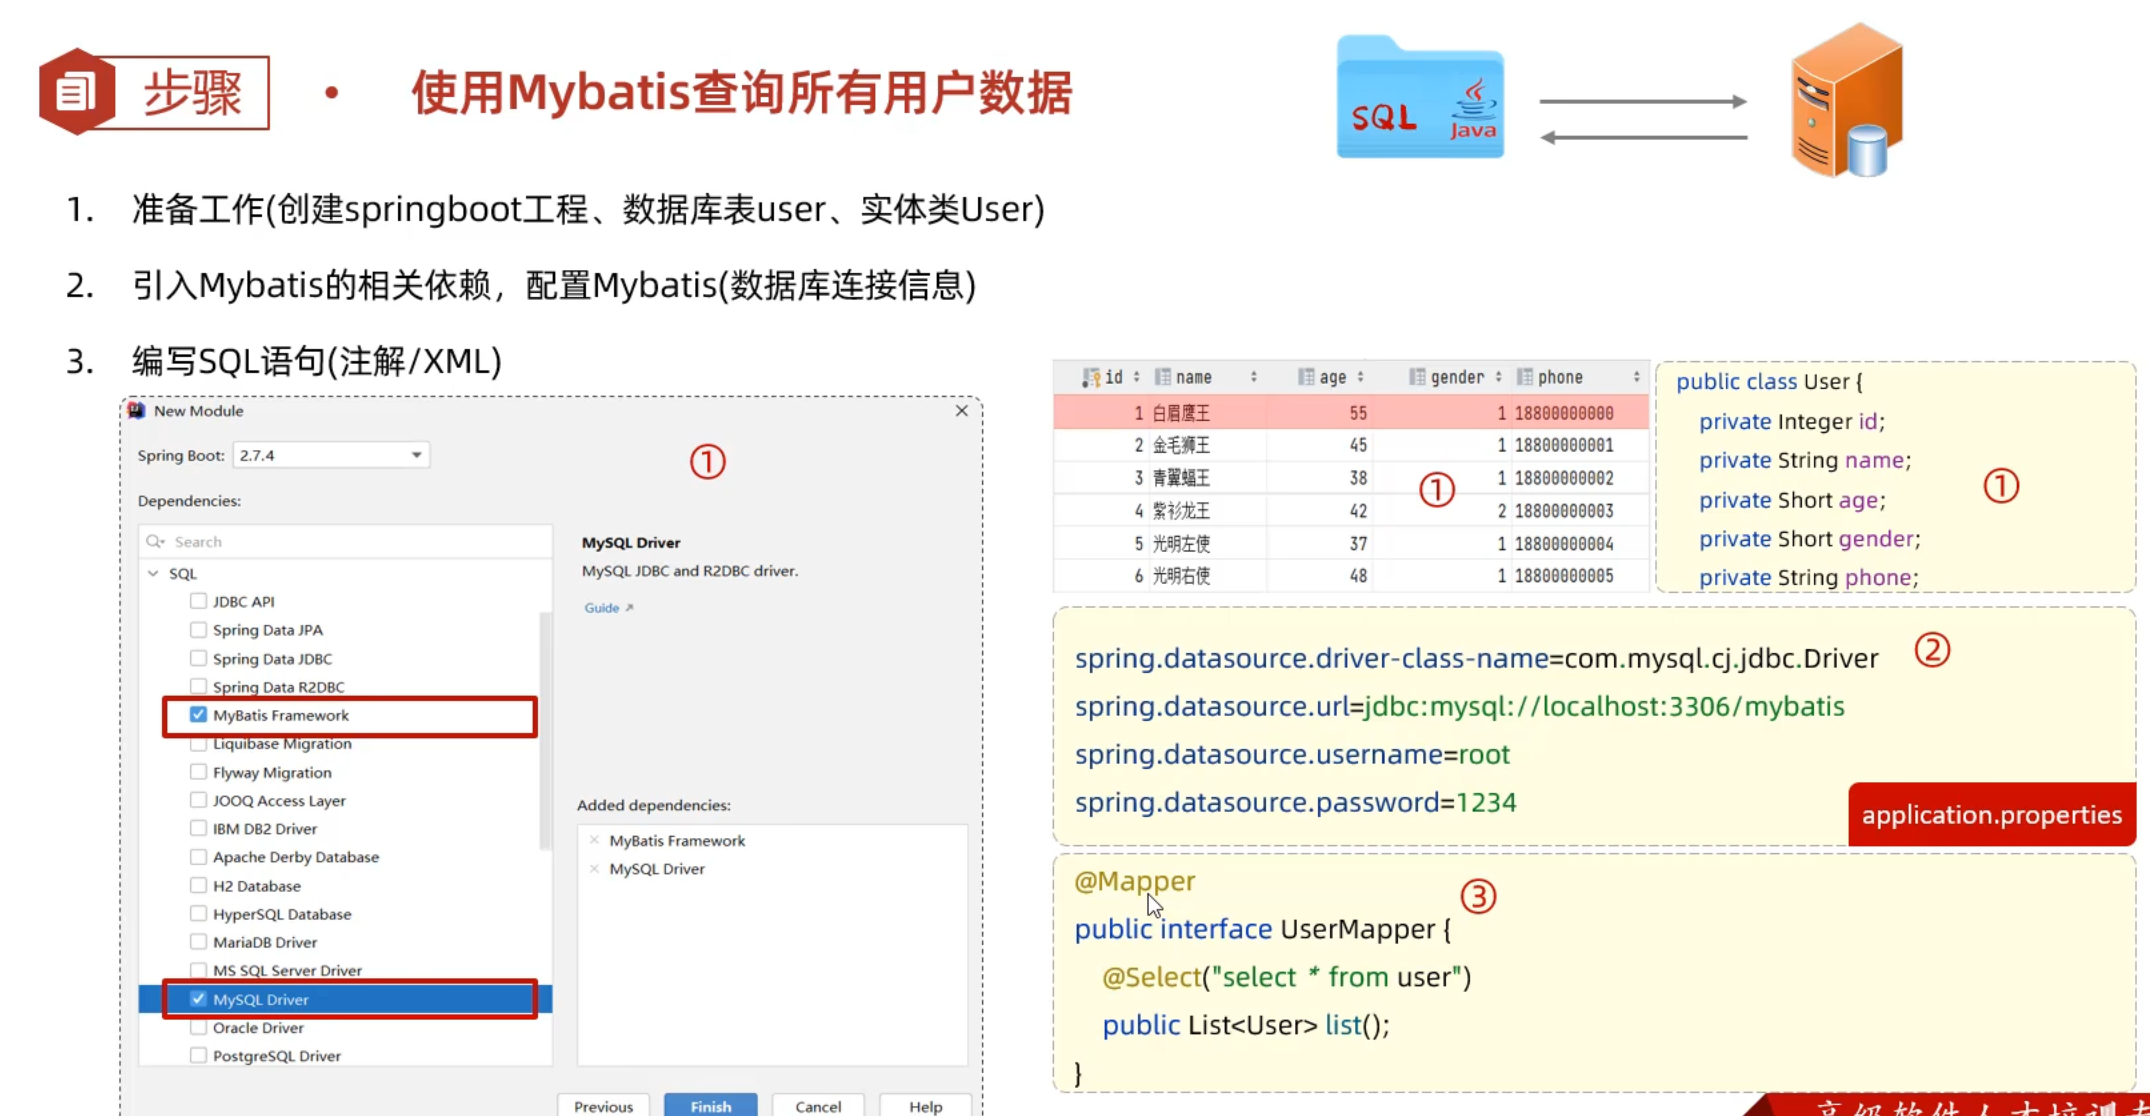 步骤
使用Mybatis查询所有用户数据
SQL
Java
1. 准备工作(创建springboot工程、数据库表user、实体类User)
2. 引入Mybatis的相关依赖，配置Mybatis(数据库连接信息)
3. 编写SQL语句(注解/XML)
New Module
Spring Boot: 2.7.4
①
Dependencies:
Search
SQL
JDBC API
Spring Data JPA
Spring Data JDBC
Spring Data R2DBC
MyBatis Framework
Liquibase Migration
Flyway Migration
JOOQ Access Layer
IBM DB2 Driver
Apache Derby Database
H2 Database
HyperSQL Database
MariaDB Driver
MS SQL Server Driver
MySQL Driver
Oracle Driver
PostgreSQL Driver
MySQL Driver
MySQL JDBC and R2DBC driver.
Guide ↗
Added dependencies:
× MyBatis Framework
× MySQL Driver
Previous Finish Cancel Help
id name age gender phone
1 白眉鹰王 55 1 18800000000
2 金毛狮王 45 1 18800000001
3 青翼蝠王 38 1 18800000002
4 紫衫龙王 42 2 18800000003
5 光明左使 37 1 18800000004
6 光明右使 48 1 18800000005
①
public class User {
private Integer id;
private String name;
private Short age;
private Short gender;
private String phone;
①
spring.datasource.driver-class-name=com.mysql.cj.jdbc.Driver
②
spring.datasource.url=jdbc:mysql://localhost:3306/mybatis
spring.datasource.username=root
spring.datasource.password=1234
application.properties
@Mapper
③
public interface UserMapper {
@Select("select * from user")
public List<User> list();
}